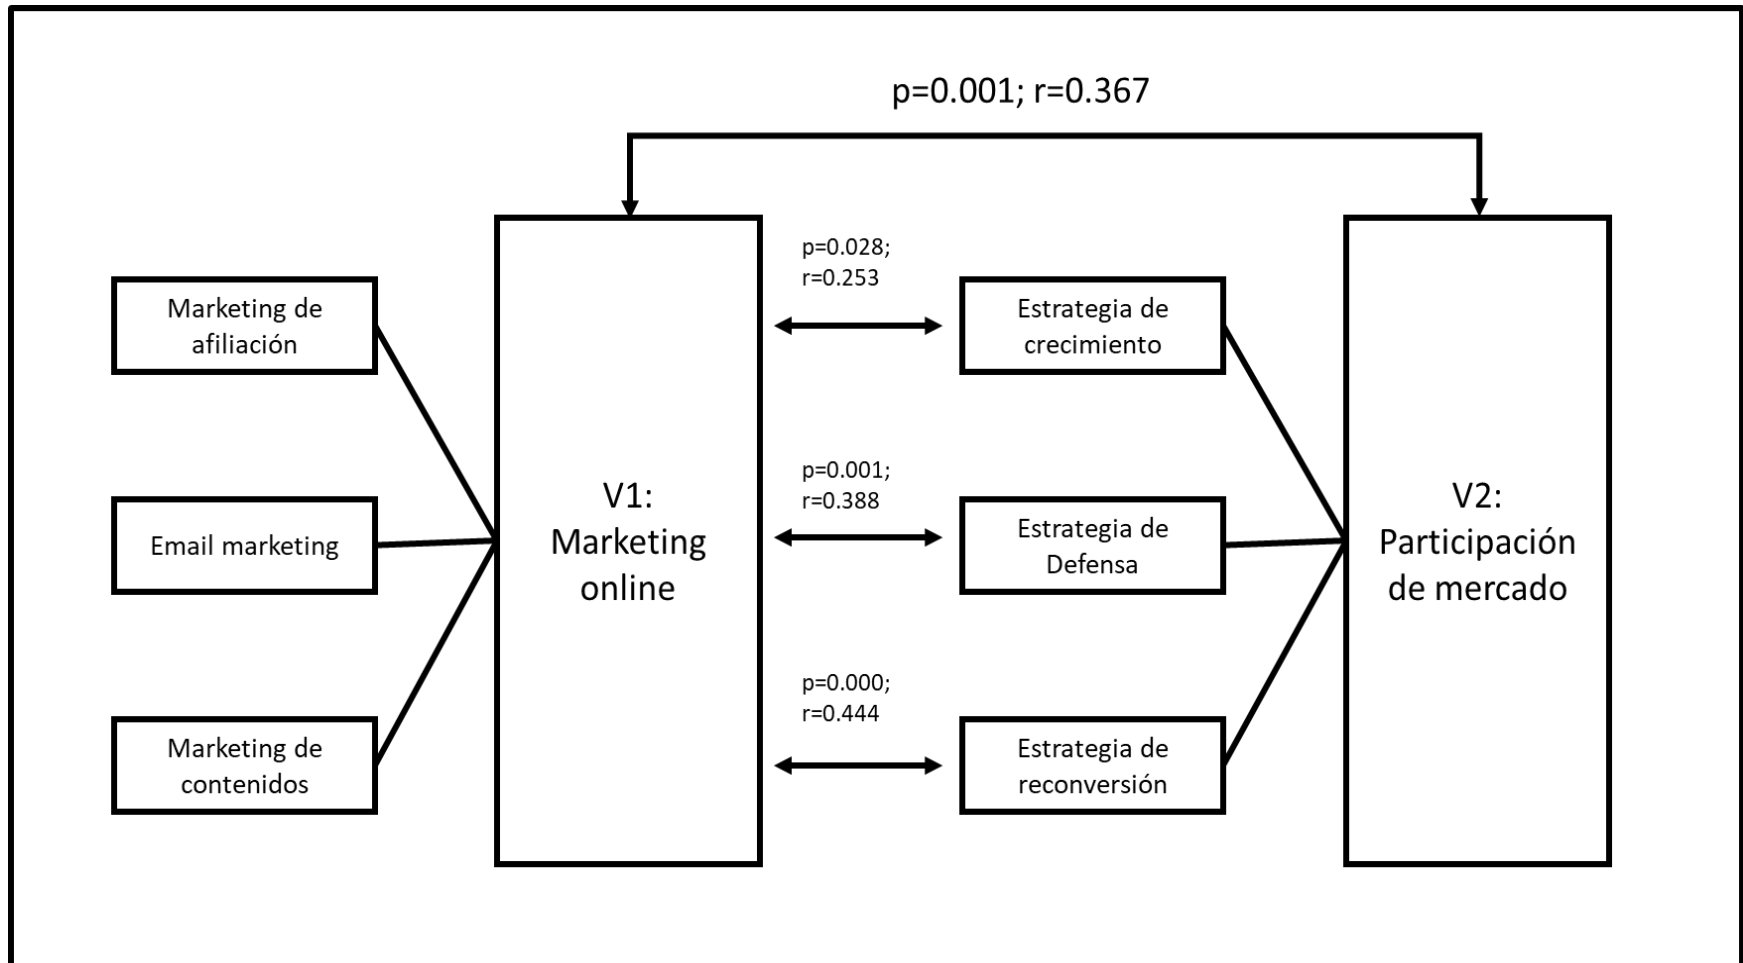 p=0.001; r=0.367
Marketing de
afiliación
Email marketing
Marketing de
contenidos
V1:
Marketing
online
p=0.028;
r=0.253
p=0.001;
r=0.388
p=0.000;
r=0.444
Estrategia de
crecimiento
Estrategia de
Defensa
Estrategia de
reconversión
V2:
Participación
de mercado